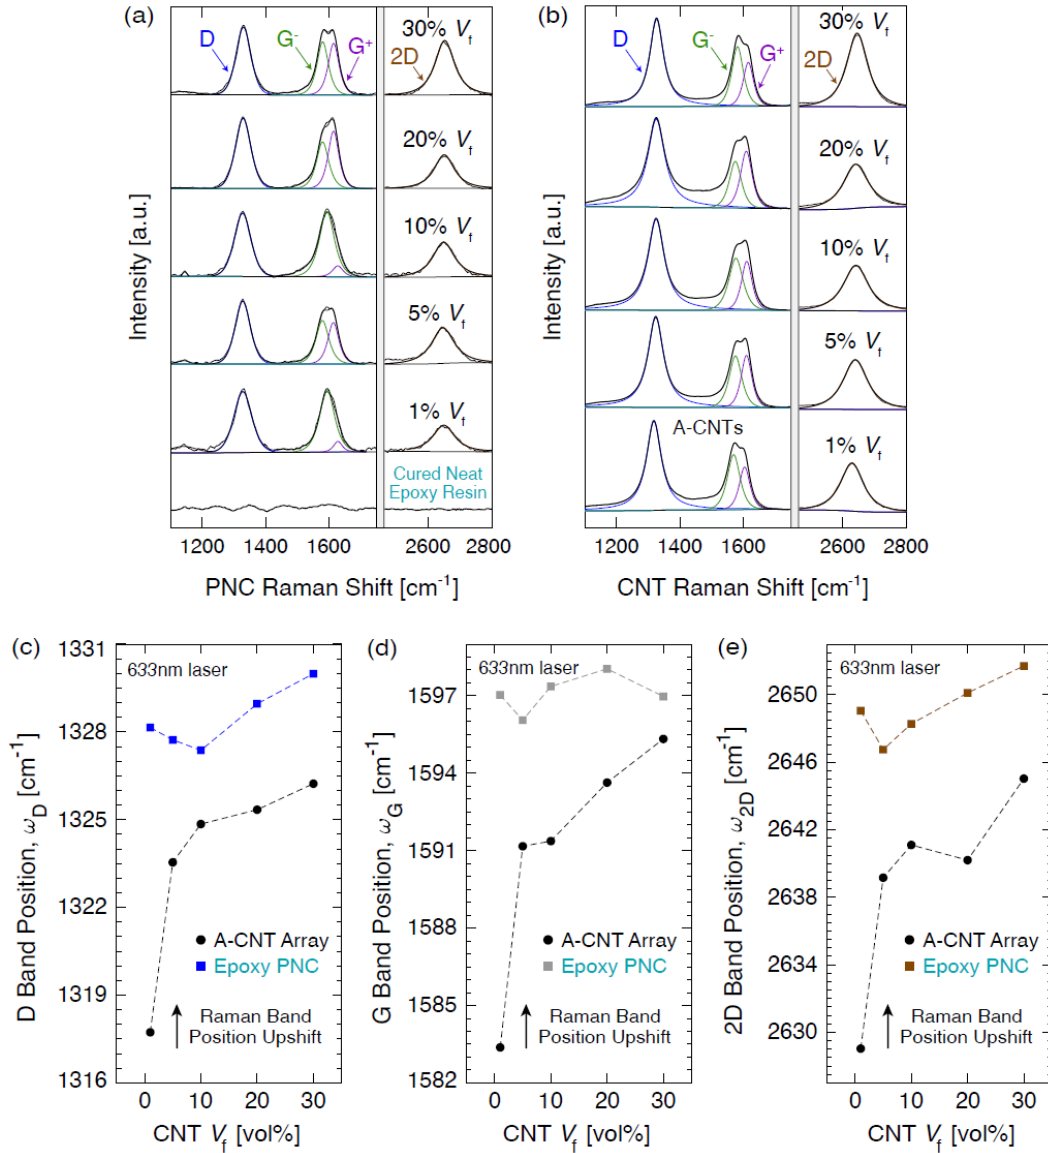 (a)
D
G⁻
G⁺
2D
30% Vf
20% Vf
10% Vf
5% Vf
1% Vf
Cured Neat
Epoxy Resin
Intensity [a.u.]
1200 1400 1600 2600 2800
PNC Raman Shift [cm⁻¹]
(b)
D
G⁻
G⁺
2D
30% Vf
20% Vf
10% Vf
5% Vf
A-CNTs
1% Vf
Intensity [a.u.]
1200 1400 1600 2600 2800
CNT Raman Shift [cm⁻¹]
(c)
633nm laser
D Band Position, ωD [cm⁻¹]
1331
1328
1325
1322
1319
1316
A-CNT Array
Epoxy PNC
Raman Band
Position Upshift
0 10 20 30
CNT Vf [vol%]
(d)
633nm laser
G Band Position, ωG [cm⁻¹]
1597
1594
1591
1588
1585
1582
A-CNT Array
Epoxy PNC
Raman Band
Position Upshift
0 10 20 30
CNT Vf [vol%]
(e)
633nm laser
2D Band Position, ω2D [cm⁻¹]
2650
2646
2642
2638
2634
2630
A-CNT Array
Epoxy PNC
Raman Band
Position Upshift
0 10 20 30
CNT Vf [vol%]